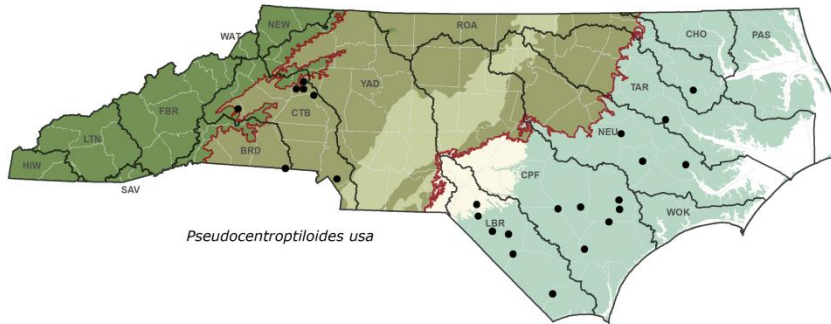 NEW
ROA
WAT
CHO
PAS
YAD
TAR
FBR
CTB
LTN
NEU
BRD
HIW
CPF
SAV
WOK
LBR
Pseudocentroptiloides usa